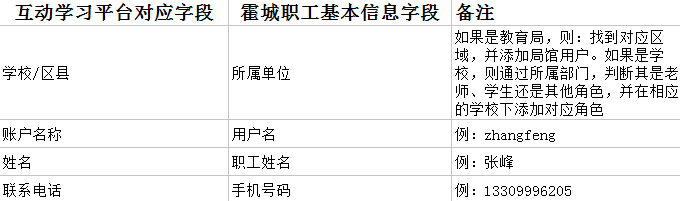 互动学习平台对应字段 霍城职工基本信息字段 备注
学校/区县 所属单位 如果是教育局，则：找到对应区
域，并添加局馆用户。如果是学
校，则通过所属部门，判断其是老
师、学生还是其他角色，并在相应
的学校下添加对应角色
账户名称 用户名 例：zhangfeng
姓名 职工姓名 例：张峰
联系电话 手机号码 例：13309996205